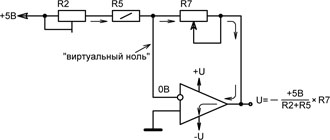 R2 R5 R7
+5В
"виртуальный ноль"
+U
0В
U=− +5В / R2+R5 × R7
-U